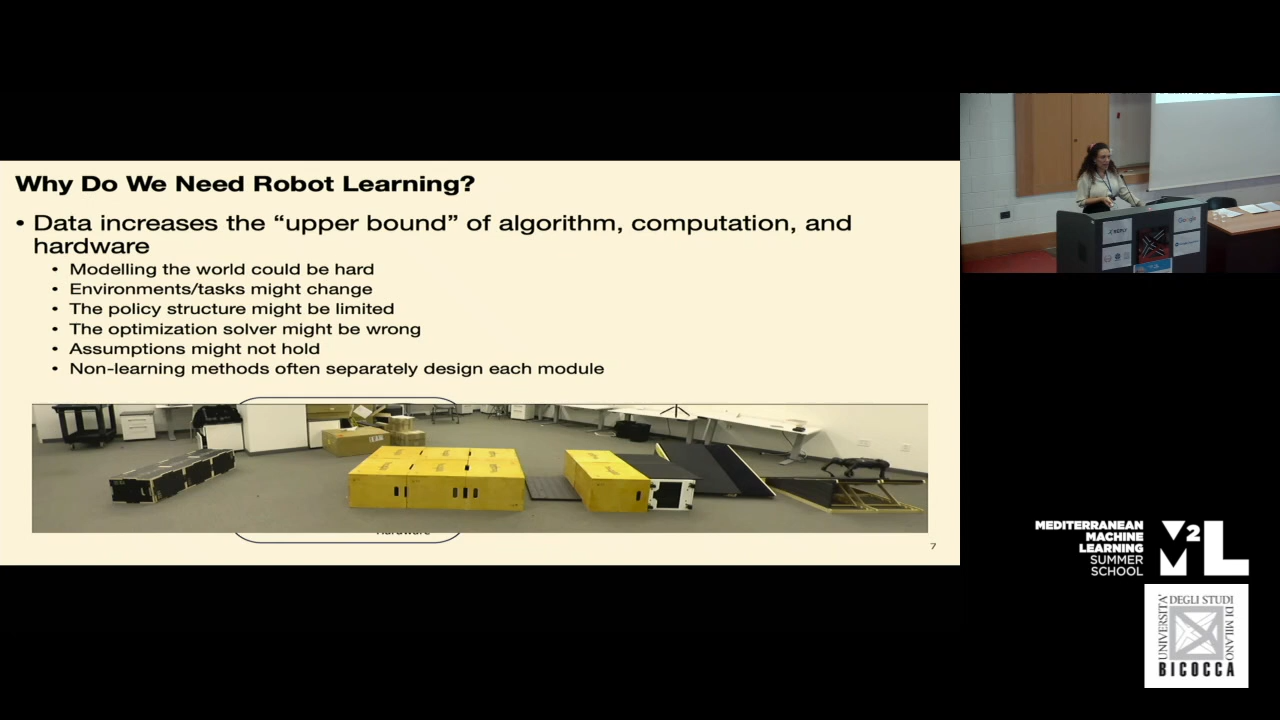 Why Do We Need Robot Learning?
• Data increases the “upper bound” of algorithm, computation, and
hardware
• Modelling the world could be hard
• Environments/tasks might change
• The policy structure might be limited
• The optimization solver might be wrong
• Assumptions might not hold
• Non-learning methods often separately design each module
Hardware
7
Google
MEDITERRANEAN
MACHINE
LEARNING
SUMMER
SCHOOL
M2L
UNIVERSITÀ
DEGLI STUDI
DI MILANO
BICOCCA